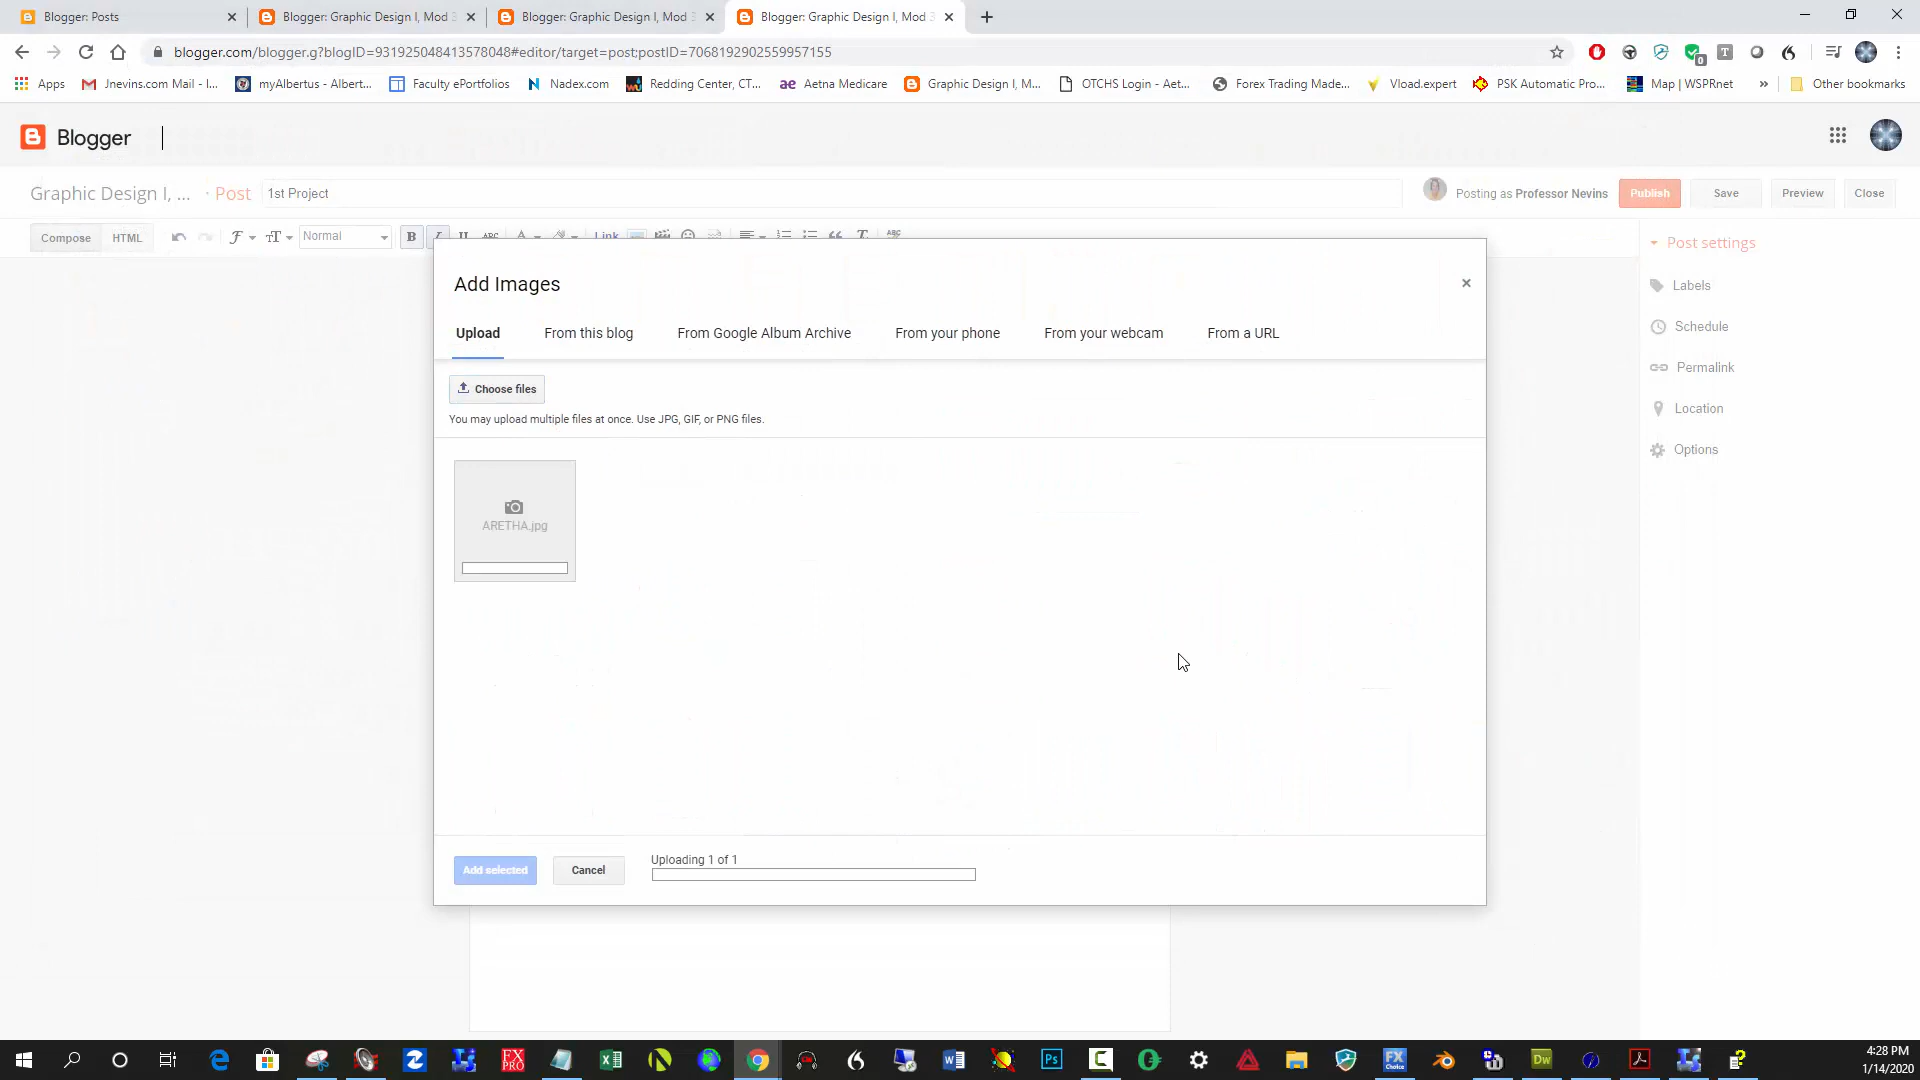 Blogger: Posts
Blogger: Graphic Design I, Mod 3
Blogger: Graphic Design I, Mod 3
Blogger: Graphic Design I, Mod 3
blogger.com/blogger.g?blogID=931925048413578048#editor/target=post;postID=7068192902559957155
Apps
Jnevins.com Mail - I...
myAlbertus - Albert...
Faculty ePortfolios
Nadex.com
Redding Center, CT...
Aetna Medicare
Graphic Design I, M...
OTCHS Login - Aet...
Forex Trading Made...
Vload.expert
PSK Automatic Pro...
Map | WSPRnet
»
Other bookmarks
Blogger
Graphic Design I, ... · Post
1st Project
Posting as Professor Nevins
Publish
Save
Preview
Close
Compose
HTML
Normal
B
Link
Post settings
Labels
Schedule
Permalink
Location
Options
Add Images
Upload
From this blog
From Google Album Archive
From your phone
From your webcam
From a URL
Choose files
You may upload multiple files at once. Use JPG, GIF, or PNG files.
ARETHA.jpg
Add selected
Cancel
Uploading 1 of 1
4:28 PM
1/14/2020